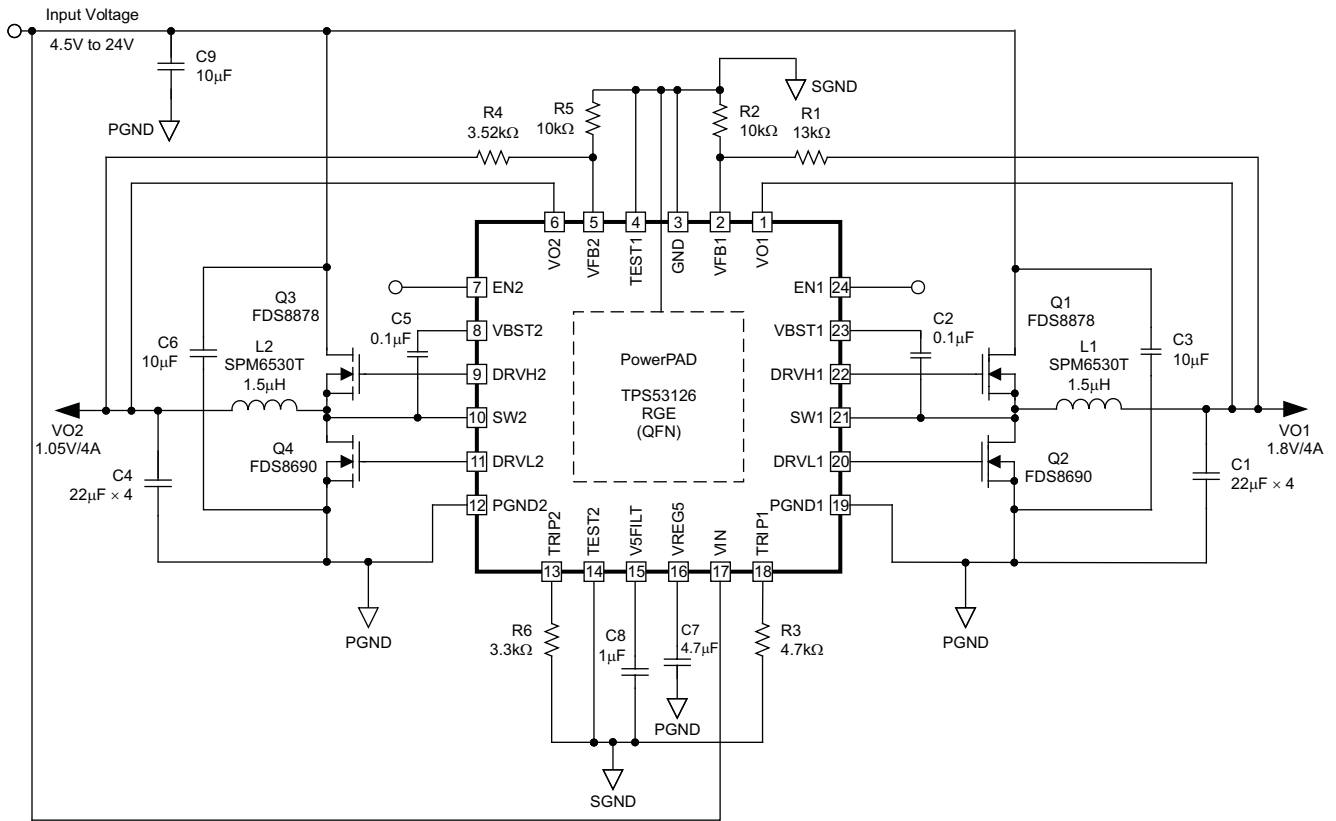 Input Voltage
4.5V to 24V
C9
10μF
PGND
SGND
R4
3.52kΩ
R5
10kΩ
R2
10kΩ
R1
13kΩ
6
5
4
3
2
1
VO2
VFB2
TEST1
GND
VFB1
VO1
7
EN2
EN1
24
Q3
FDS8878
C5
0.1μF
8
VBST2
VBST1
23
C2
0.1μF
Q1
FDS8878
C6
10μF
L2
SPM6530T
1.5μH
9
DRVH2
DRVH1
22
L1
SPM6530T
1.5μH
C3
10μF
PowerPAD
TPS53126
RGE
(QFN)
10
SW2
SW1
21
VO2
1.05V/4A
VO1
1.8V/4A
Q4
FDS8690
11
DRVL2
DRVL1
20
Q2
FDS8690
C4
22μF × 4
C1
22μF × 4
12
PGND2
PGND1
19
TRIP2
TEST2
V5FILT
VREG5
VIN
TRIP1
13
14
15
16
17
18
PGND
PGND
R6
3.3kΩ
C8
1μF
C7
4.7μF
R3
4.7kΩ
PGND
SGND